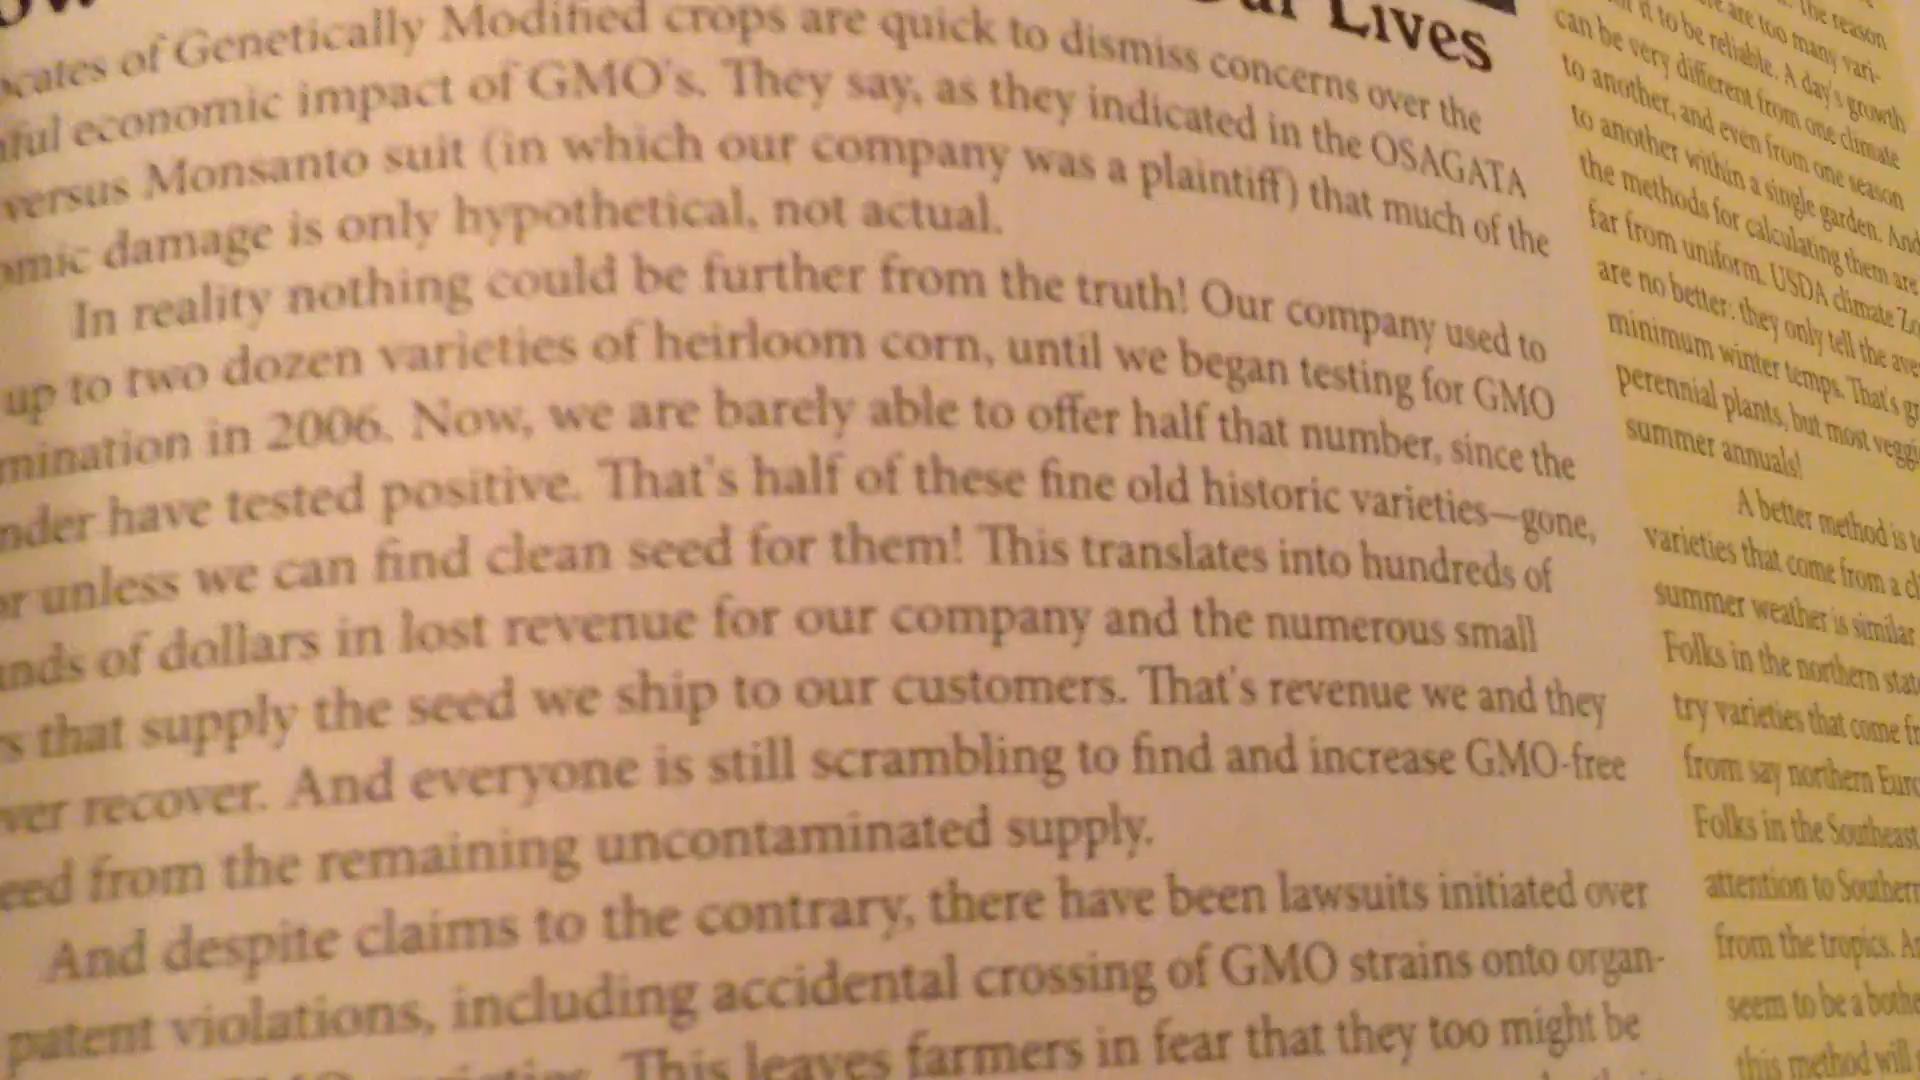 Our Lives
of Genetically Modified crops are quick to dismiss concerns over the
economic impact of GMO's. They say, as they indicated in the OSAGATA
versus Monsanto suit (in which our company was a plaintiff) that much of the
damage is only hypothetical, not actual.
In reality nothing could be further from the truth! Our company used to
up to two dozen varieties of heirloom corn, until we began testing for GMO
mination in 2006. Now, we are barely able to offer half that number, since the
nder have tested positive. That's half of these fine old historic varieties—gone,
unless we can find clean seed for them! This translates into hundreds of
nds of dollars in lost revenue for our company and the numerous small
s that supply the seed we ship to our customers. That's revenue we and they
ver recover. And everyone is still scrambling to find and increase GMO-free
eed from the remaining uncontaminated supply.
And despite claims to the contrary, there have been lawsuits initiated over
patent violations, including accidental crossing of GMO strains onto organ-
This leaves farmers in fear that they too might be
The reason
are too many vari-
it to be reliable. A day's growth
can be very different from one climate
to another, and even from one season
to another within a single garden. And
the methods for calculating them are
far from uniform. USDA climate Zo
are no better: they only tell the ave
minimum winter temps. That's gr
perennial plants, but most veggi
summer annuals!
A better method is t
varieties that come from a cl
summer weather is similar
Folks in the northern stat
try varieties that come fr
from say northern Euro
Folks in the Southeast
attention to Southern
from the tropics. An
seem to be a bothe
this method will